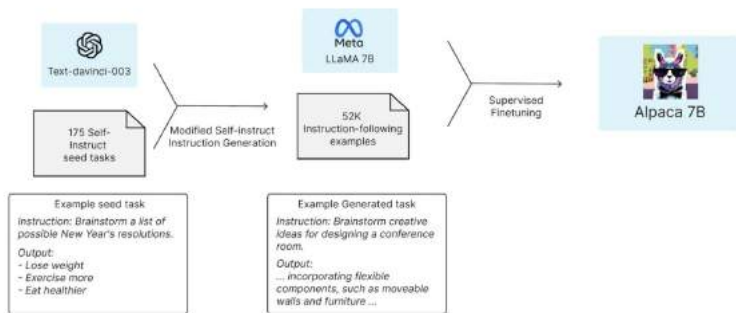 Text-davinci-003
175 Self-
Instruct
seed tasks
Modified Self-instruct
Instruction Generation
Meta
LLaMA 7B
52K
Instruction-following
examples
Supervised
Finetuning
Alpaca 7B
Example seed task
Instruction: Brainstorm a list of
possible New Year's resolutions.
Output:
- Lose weight
- Exercise more
- Eat healthier
Example Generated task
Instruction: Brainstorm creative
ideas for designing a conference
room.
Output:
... incorporating flexible
components, such as moveable
walls and furniture ...